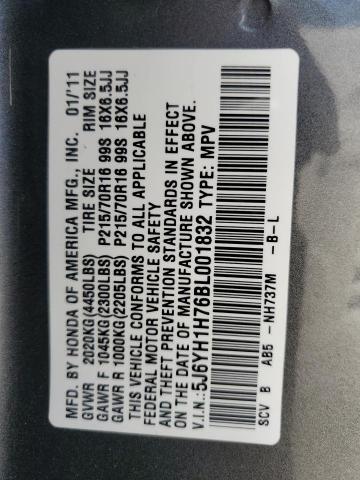 MFD. BY HONDA OF AMERICA MFG., INC. 01/'11
GVWR 2020KG(4450LBS) TIRE SIZE RIM SIZE
GAWR F 1045KG(2300LBS) P215/70R16 99S 16X6.5JJ
GAWR R 1000KG(2205LBS) P215/70R16 99S 16X6.5JJ
THIS VEHICLE CONFORMS TO ALL APPLICABLE
FEDERAL MOTOR VEHICLE SAFETY
AND THEFT PREVENTION STANDARDS IN EFFECT
ON THE DATE OF MANUFACTURE SHOWN ABOVE.
V.I.N.:5J6YH1H76BL001832 TYPE: MPV
SCV B AB5 -NH737M -B-L